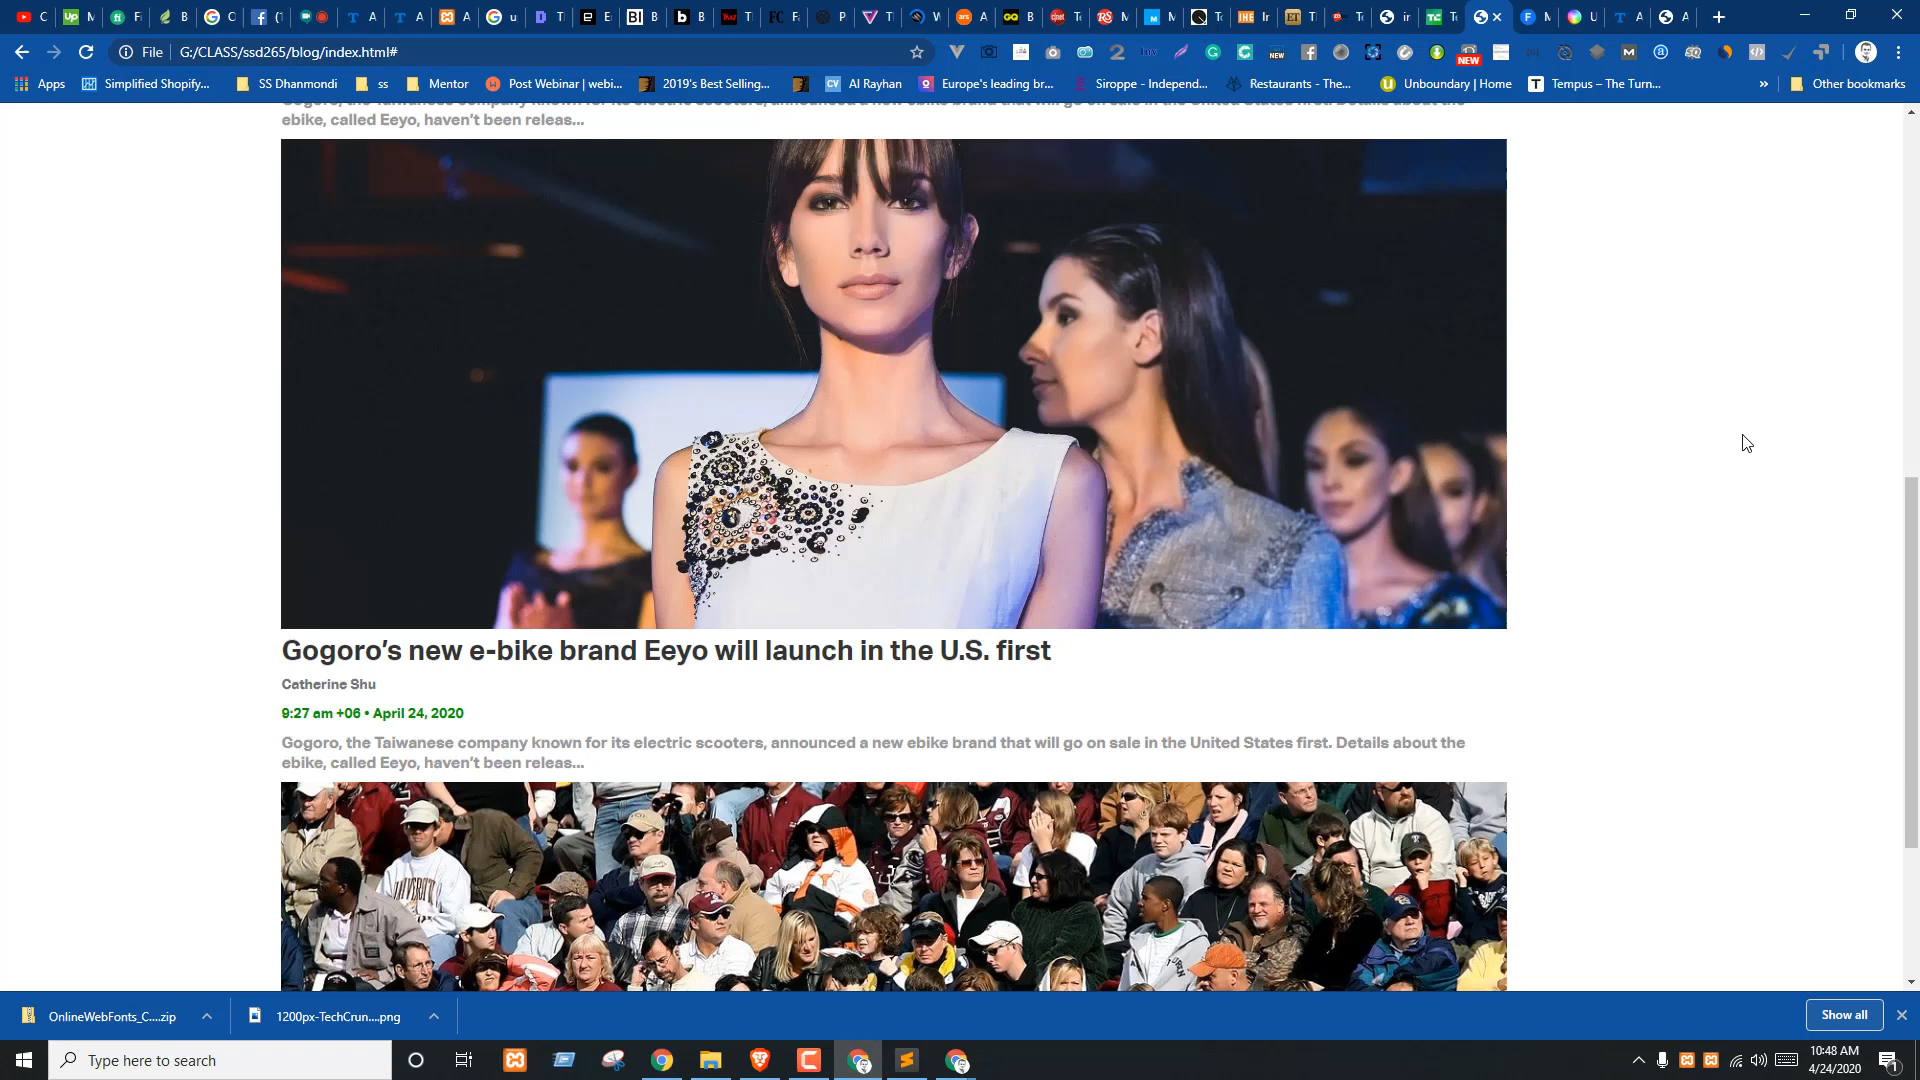 File
G:/CLASS/ssd265/blog/index.html#
NEW
NEW
Apps
Simplified Shopify...
SS Dhanmondi
ss
Mentor
Post Webinar | webi...
2019's Best Selling...
CV
Al Rayhan
Europe's leading br...
Siroppe - Independ...
Restaurants - The...
Unboundary | Home
Tempus – The Turn...
»
Other bookmarks
ebike, called Eeyo, haven't been releas...
Gogoro's new e-bike brand Eeyo will launch in the U.S. first
Catherine Shu
9:27 am +06 • April 24, 2020
Gogoro, the Taiwanese company known for its electric scooters, announced a new ebike brand that will go on sale in the United States first. Details about the
ebike, called Eeyo, haven't been releas...
OnlineWebFonts_C....zip
1200px-TechCrun....png
Show all
Type here to search
10:48 AM
4/24/2020
1